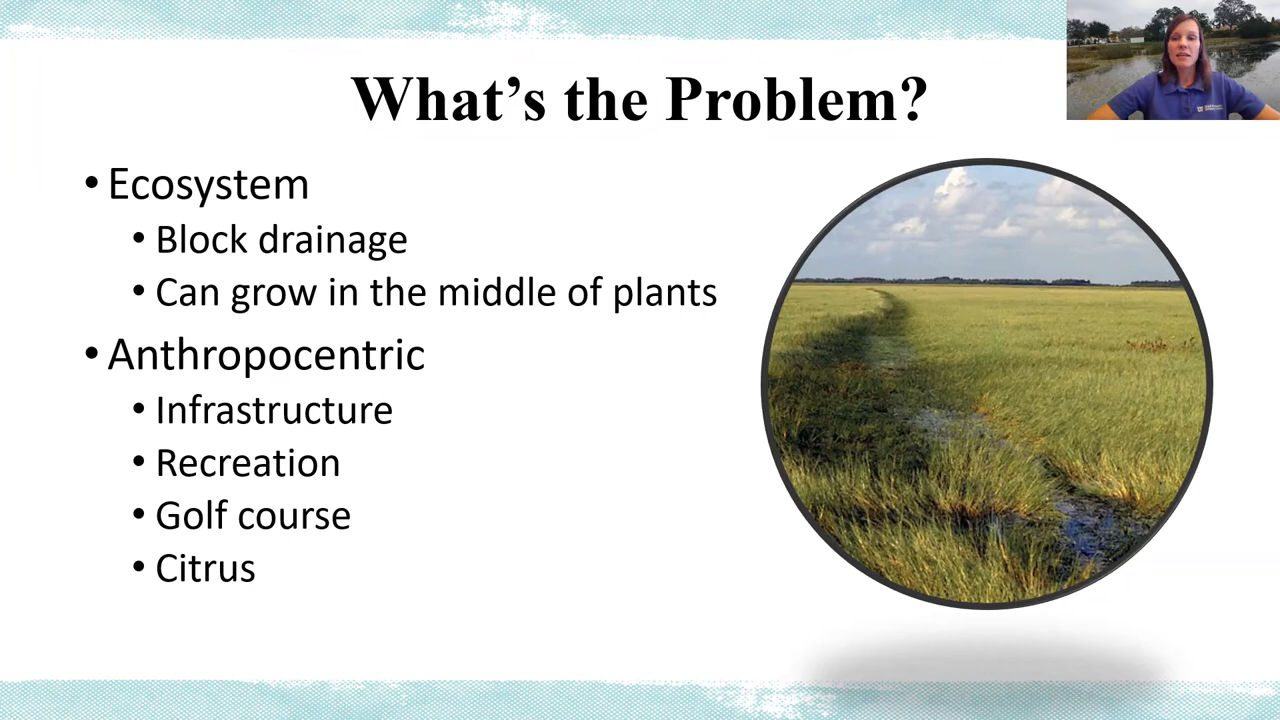 What's the Problem?
• Ecosystem
• Block drainage
• Can grow in the middle of plants
• Anthropocentric
• Infrastructure
• Recreation
• Golf course
• Citrus